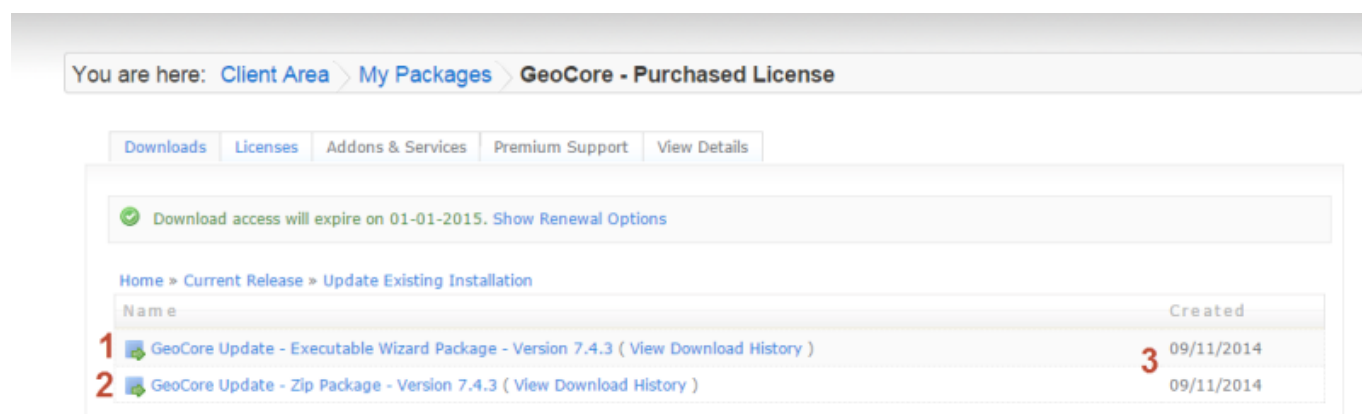 You are here: Client Area My Packages GeoCore - Purchased License
Downloads Licenses Addons & Services Premium Support View Details
Download access will expire on 01-01-2015. Show Renewal Options
Home » Current Release » Update Existing Installation
Name Created
1 GeoCore Update - Executable Wizard Package - Version 7.4.3 ( View Download History ) 3 09/11/2014
2 GeoCore Update - Zip Package - Version 7.4.3 ( View Download History ) 09/11/2014